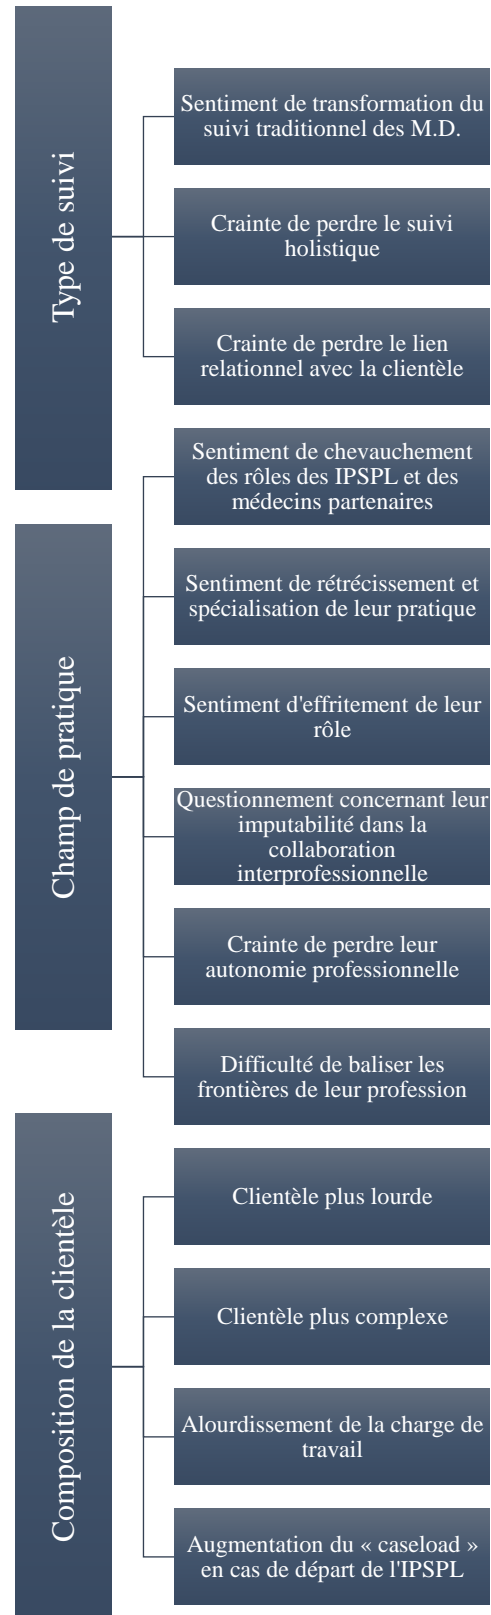 Type de suivi
Sentiment de transformation du
suivi traditionnel des M.D.
Crainte de perdre le suivi
holistique
Crainte de perdre le lien
relationnel avec la clientèle
Champ de pratique
Sentiment de chevauchement
des rôles des IPSPL et des
médecins partenaires
Sentiment de rétrécissement et
spécialisation de leur pratique
Sentiment d'effritement de leur
rôle
Questionnement concernant leur
imputabilité dans la
collaboration
interprofessionnelle
Crainte de perdre leur
autonomie professionnelle
Difficulté de baliser les
frontières de leur profession
Composition de la clientèle
Clientèle plus lourde
Clientèle plus complexe
Alourdissement de la charge de
travail
Augmentation du « caseload »
en cas de départ de l'IPSPL